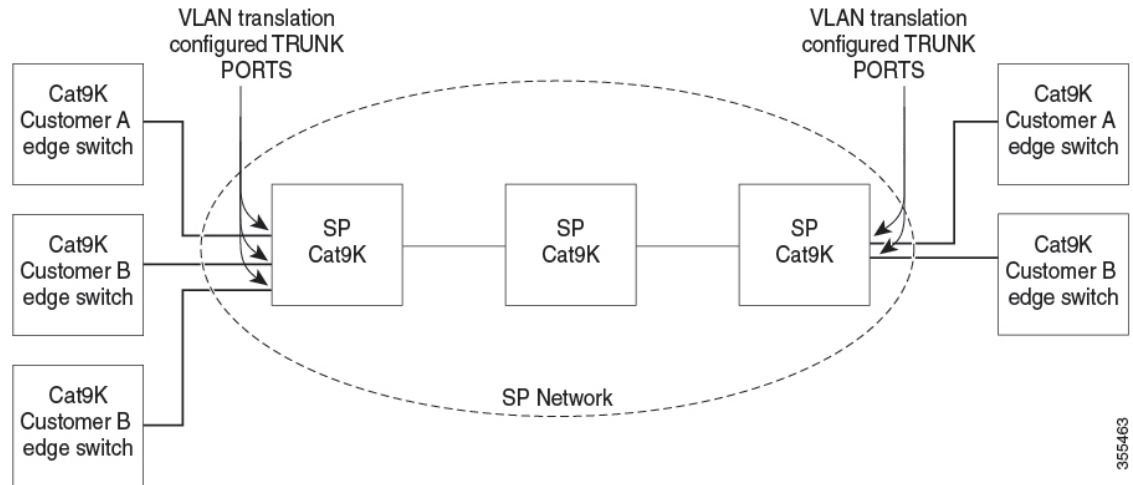 VLAN translation
configured TRUNK
PORTS
VLAN translation
configured TRUNK
PORTS
Cat9K
Customer A
edge switch
Cat9K
Customer B
edge switch
Cat9K
Customer B
edge switch
SP
Cat9K
SP
Cat9K
SP
Cat9K
Cat9K
Customer A
edge switch
Cat9K
Customer B
edge switch
SP Network
355463